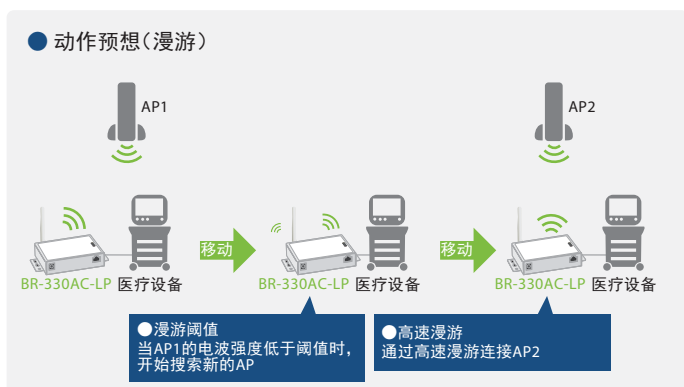 ● 动作预想(漫游)
AP1
AP2
移动
移动
BR-330AC-LP 医疗设备
BR-330AC-LP 医疗设备
BR-330AC-LP 医疗设备
●漫游阈值
当AP1的电波强度低于阈值时,
开始搜索新的AP
●高速漫游
通过高速漫游连接AP2